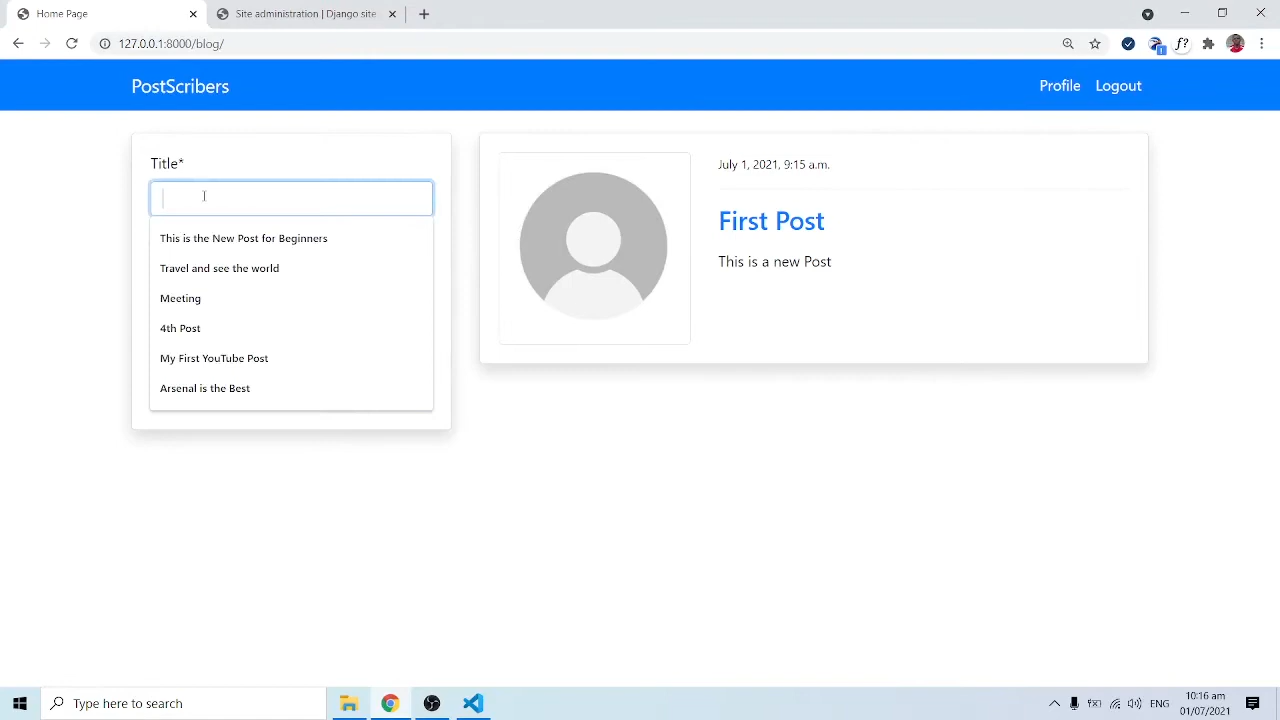 Home Page
Site administration | Django site
127.0.0.1:8000/blog/
PostScribers
Profile
Logout
Title*
This is the New Post for Beginners
Travel and see the world
Meeting
4th Post
My First YouTube Post
Arsenal is the Best
July 1, 2021, 9:15 a.m.
First Post
This is a new Post
Type here to search
ENG
10:16 am
01/07/2021